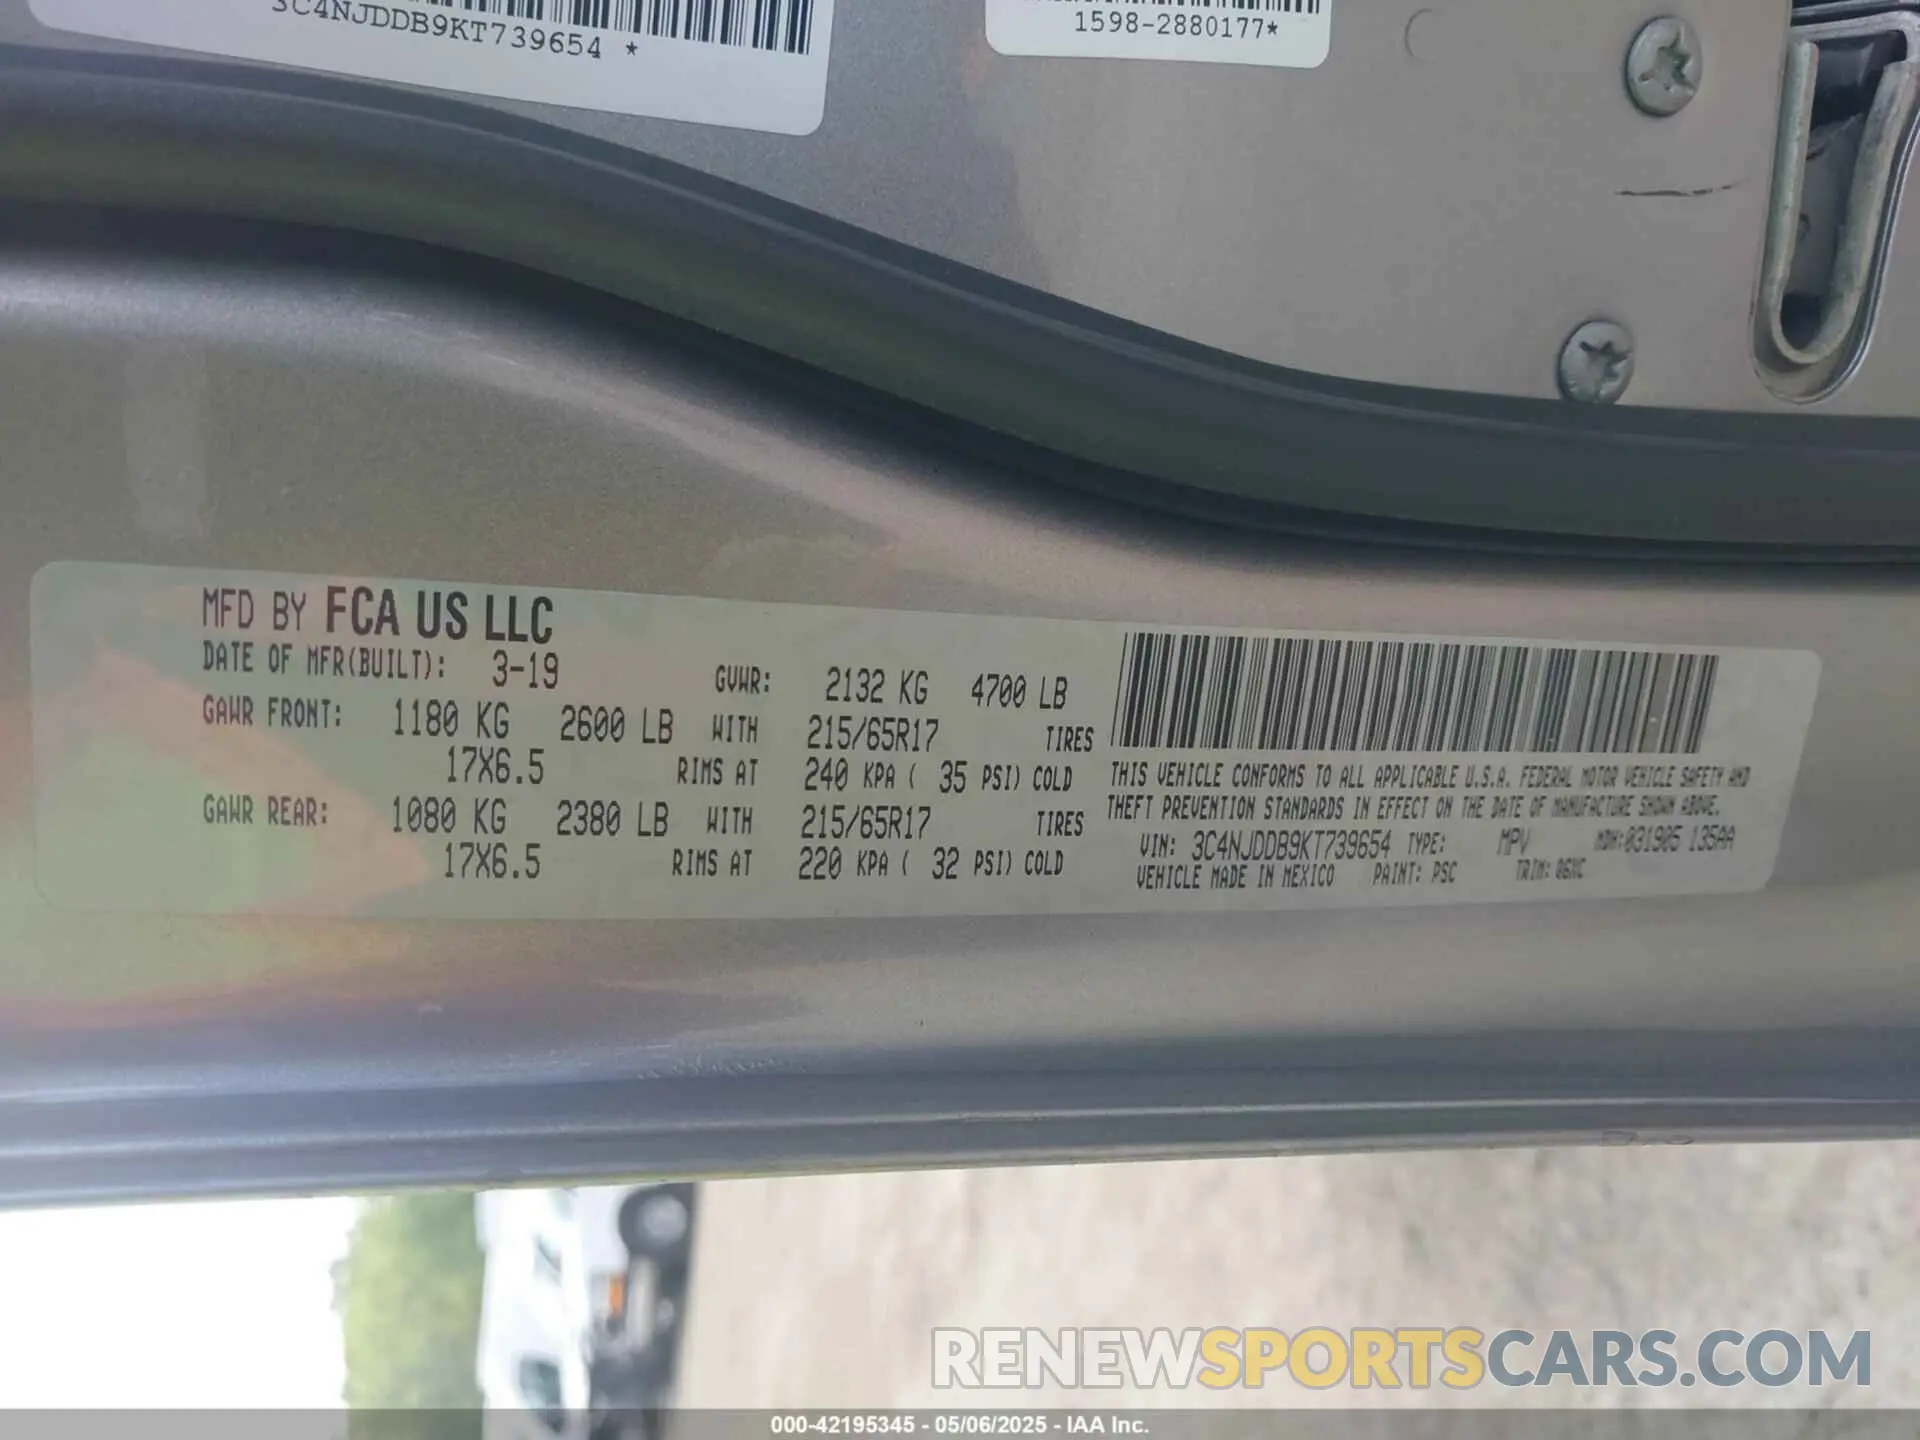 3C4NJDDB9KT739654 *
1598-2880177*
MFD BY FCA US LLC
DATE OF MFR(BUILT): 3-19 GVWR: 2132 KG 4700 LB
GAWR FRONT: 1180 KG 2600 LB WITH 215/65R17 TIRES
17X6.5 RIMS AT 240 KPA ( 35 PSI) COLD
GAWR REAR: 1080 KG 2380 LB WITH 215/65R17 TIRES
17X6.5 RIMS AT 220 KPA ( 32 PSI) COLD
THIS VEHICLE CONFORMS TO ALL APPLICABLE U.S.A. FEDERAL MOTOR VEHICLE SAFETY AND
THEFT PREVENTION STANDARDS IN EFFECT ON THE DATE OF MANUFACTURE SHOWN ABOVE.
VIN: 3C4NJDDB9KT739654 TYPE: MPV MDH:031905 135AA
VEHICLE MADE IN MEXICO PAINT: PSC TRIM:
RENEWSPORTSCARS.COM
000-42195345 - 05/06/2025 - IAA Inc.